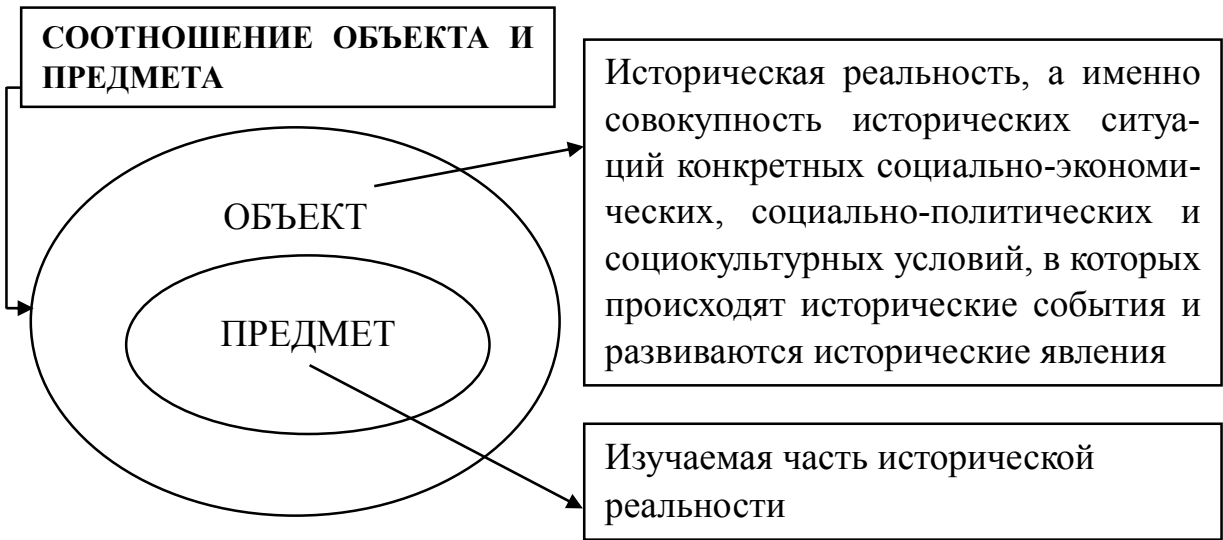 СООТНОШЕНИЕ ОБЪЕКТА И
ПРЕДМЕТА
ОБЪЕКТ
ПРЕДМЕТ
Историческая реальность, а именно
совокупность исторических ситуа-
ций конкретных социально-экономи-
ческих, социально-политических и
социокультурных условий, в которых
происходят исторические события и
развиваются исторические явления
Изучаемая часть исторической
реальности